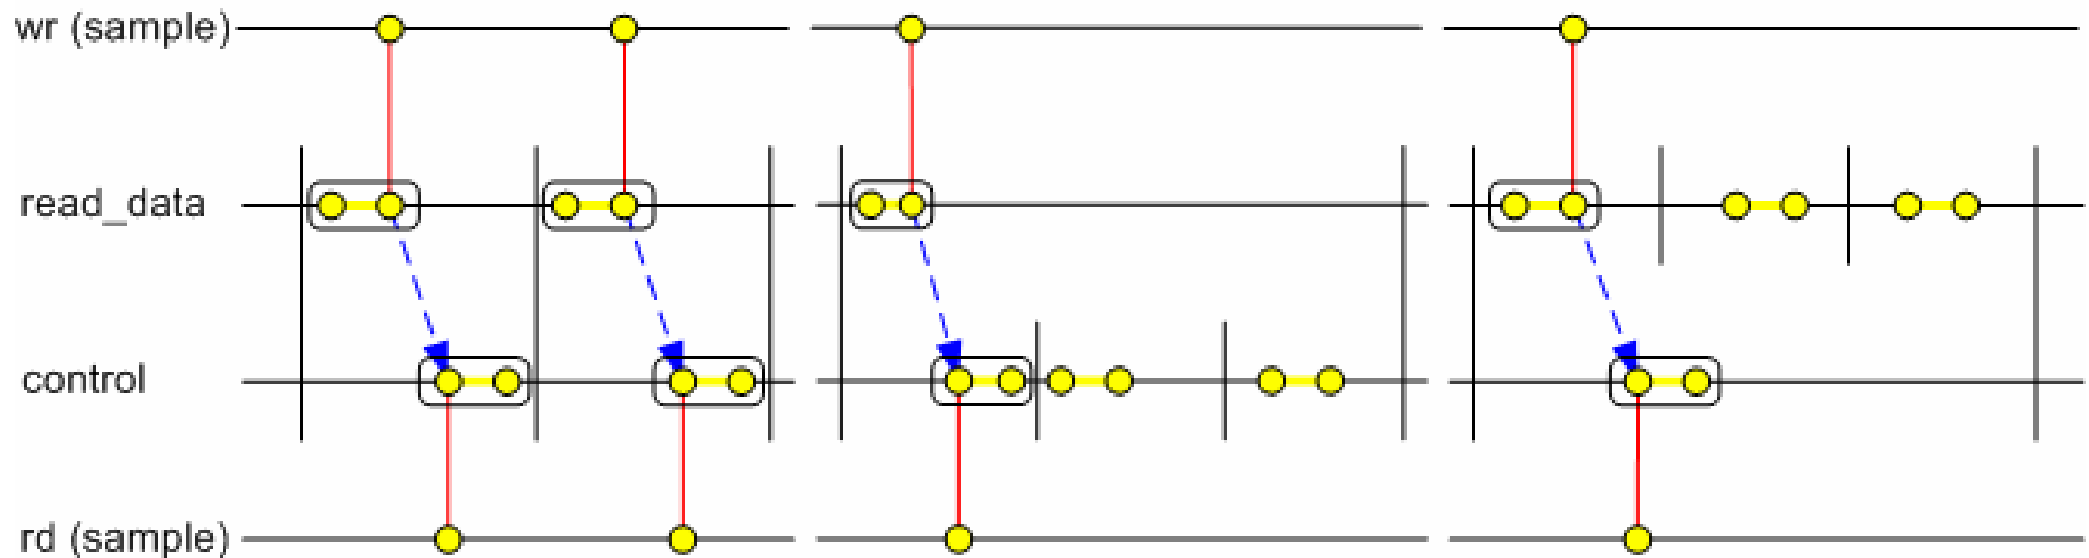 wr (sample)
read_data
control
rd (sample)